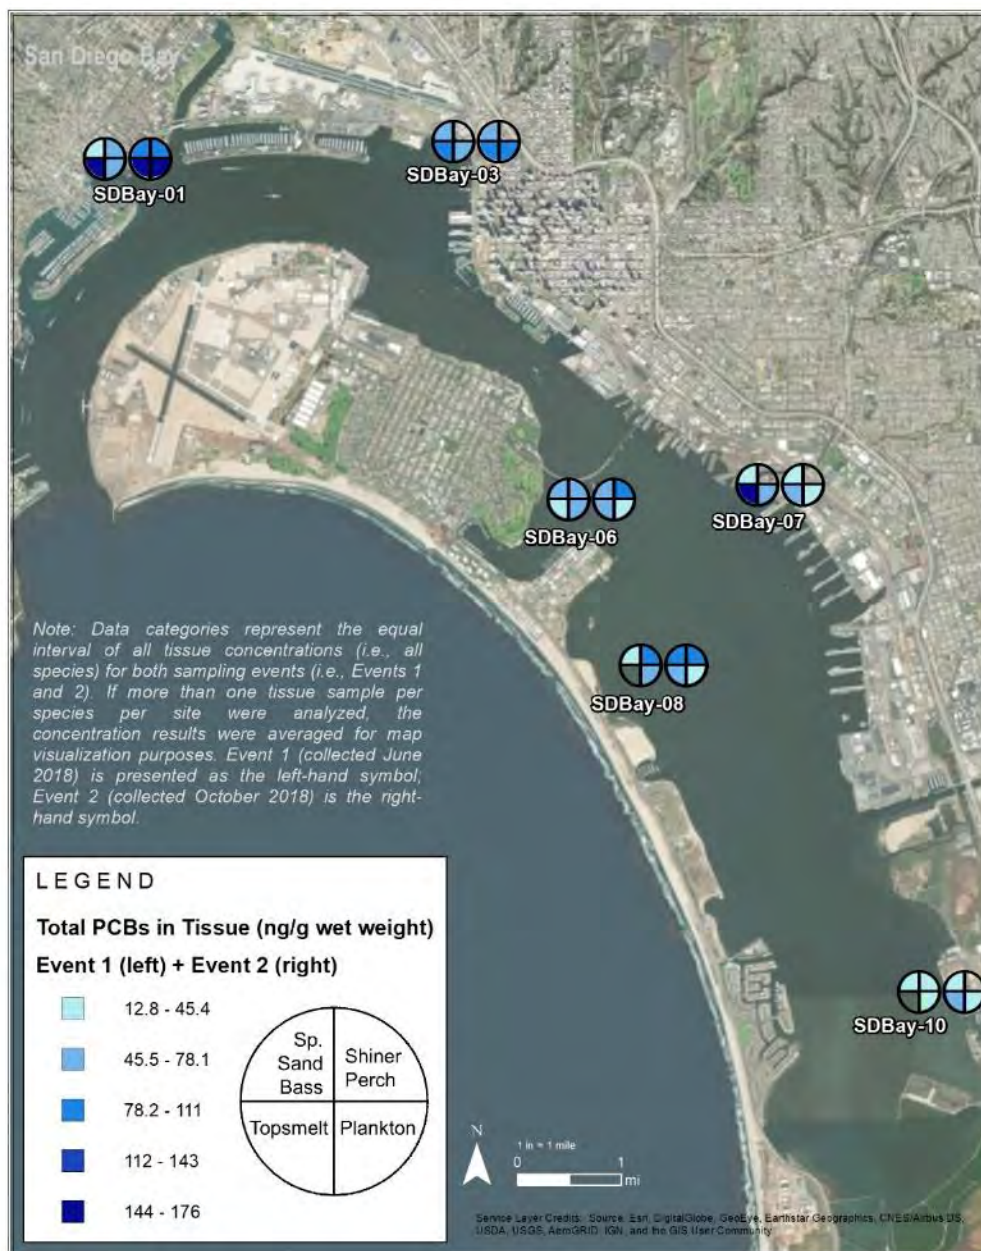 San Diego Bay
SDBay-01
SDBay-03
SDBay-06
SDBay-07
SDBay-08
SDBay-10
Note: Data categories represent the equal
interval of all tissue concentrations (i.e., all
species) for both sampling events (i.e., Events 1
and 2). If more than one tissue sample per
species per site were analyzed, the
concentration results were averaged for map
visualization purposes. Event 1 (collected June
2018) is presented as the left-hand symbol;
Event 2 (collected October 2018) is the right-
hand symbol.
LEGEND
Total PCBs in Tissue (ng/g wet weight)
Event 1 (left) + Event 2 (right)
12.8 - 45.4
45.5 - 78.1
78.2 - 111
112 - 143
144 - 176
Sp.
Sand
Bass
Shiner
Perch
Topsmelt
Plankton
N
1 in = 1 mile
0 1
mi
Service Layer Credits: Source: Esri, DigitalGlobe, GeoEye, Earthstar Geographics, CNES/Airbus DS,
USDA, USGS, AeroGRID, IGN, and the GIS User Community